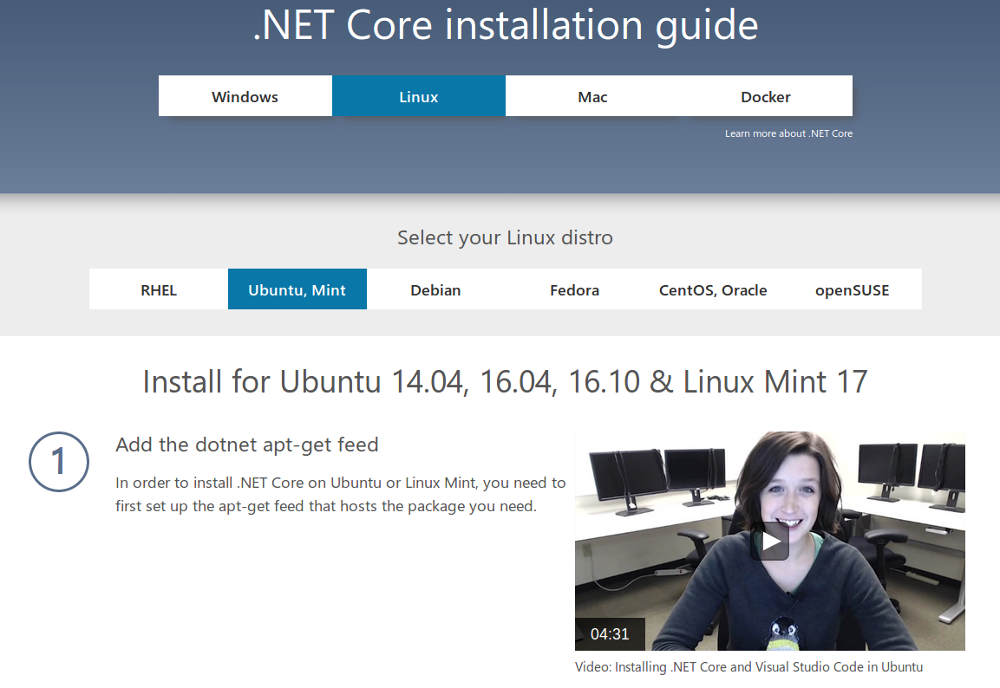 .NET Core installation guide
Windows Linux Mac Docker
Learn more about .NET Core
Select your Linux distro
RHEL Ubuntu, Mint Debian Fedora CentOS, Oracle openSUSE
Install for Ubuntu 14.04, 16.04, 16.10 & Linux Mint 17
1
Add the dotnet apt-get feed
In order to install .NET Core on Ubuntu or Linux Mint, you need to
first set up the apt-get feed that hosts the package you need.
04:31
Video: Installing .NET Core and Visual Studio Code in Ubuntu